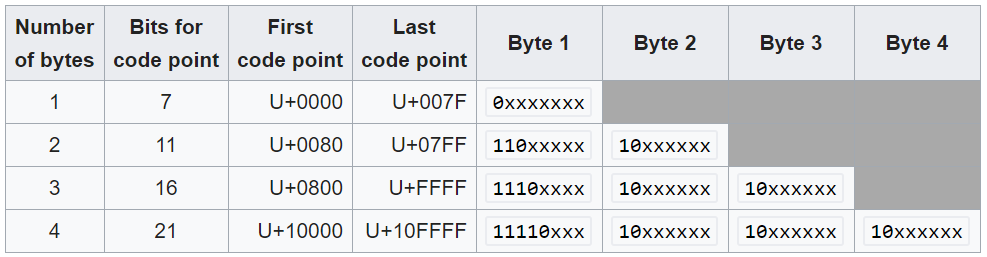 Number of bytes Bits for code point First code point Last code point Byte 1 Byte 2 Byte 3 Byte 4
1 7 U+0000 U+007F 0xxxxxxx
2 11 U+0080 U+07FF 110xxxxx 10xxxxxx
3 16 U+0800 U+FFFF 1110xxxx 10xxxxxx 10xxxxxx
4 21 U+10000 U+10FFFF 11110xxx 10xxxxxx 10xxxxxx 10xxxxxx